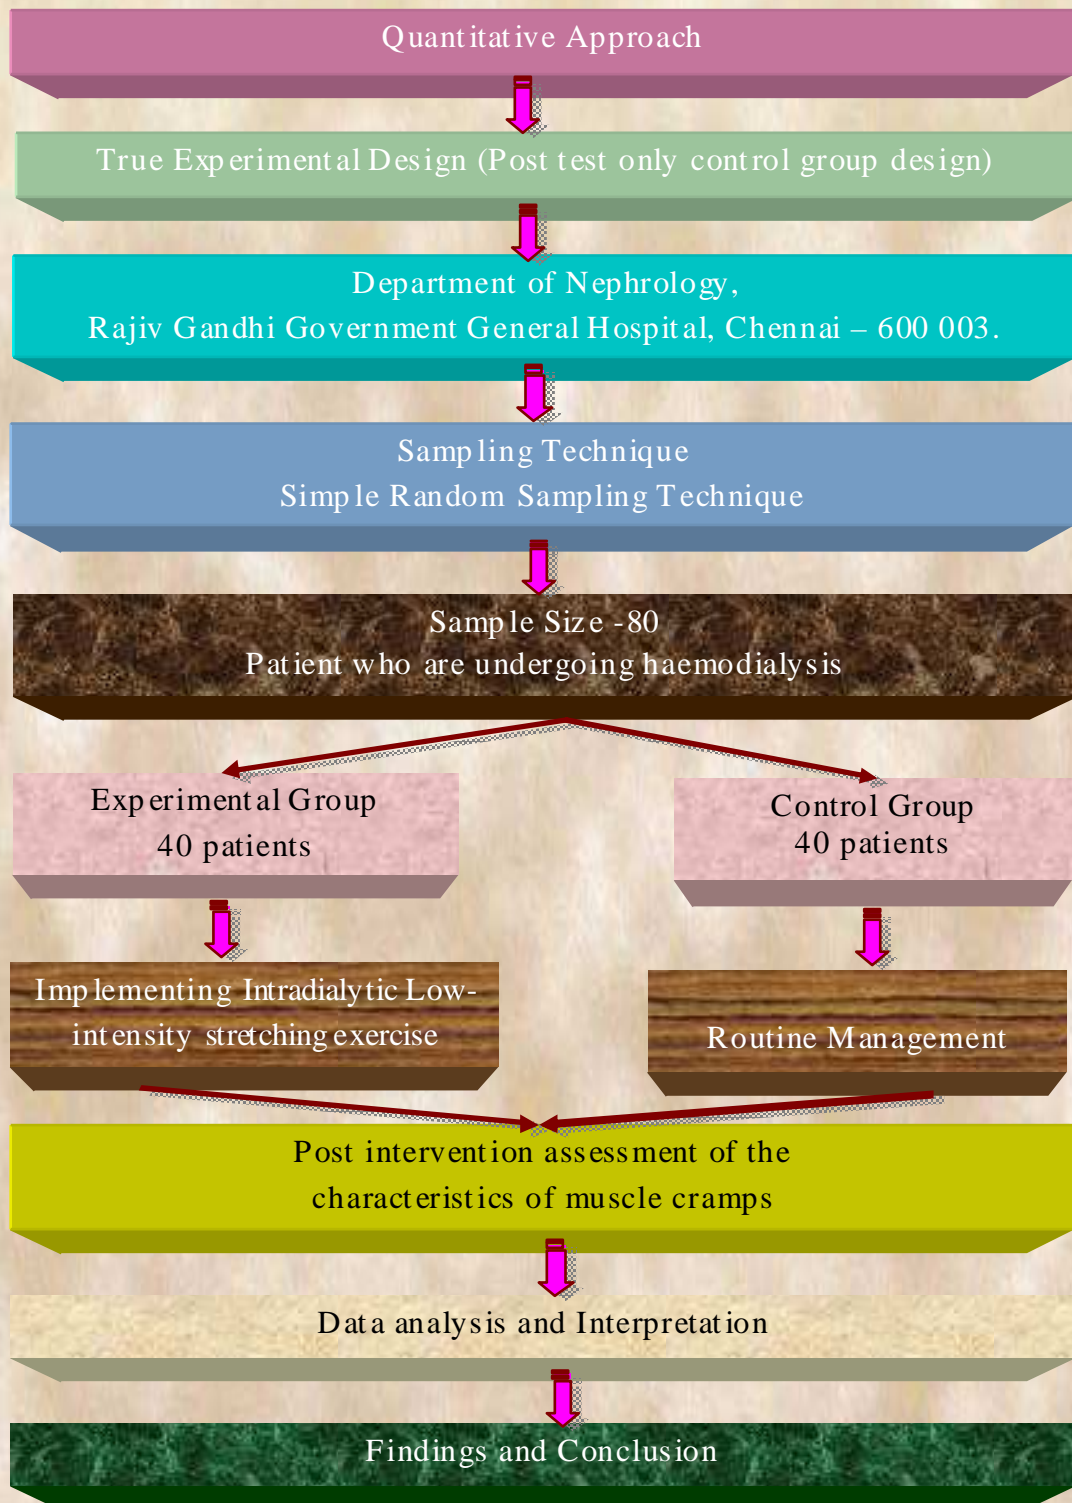 Quantitative Approach
True Experimental Design (Post test only control group design)
Department of Nephrology,
Rajiv Gandhi Government General Hospital, Chennai – 600 003.
Sampling Technique
Simple Random Sampling Technique
Sample Size -80
Patient who are undergoing haemodialysis
Experimental Group
40 patients
Control Group
40 patients
Implementing Intradialytic Low-
intensity stretching exercise
Routine Management
Post intervention assessment of the
characteristics of muscle cramps
Data analysis and Interpretation
Findings and Conclusion